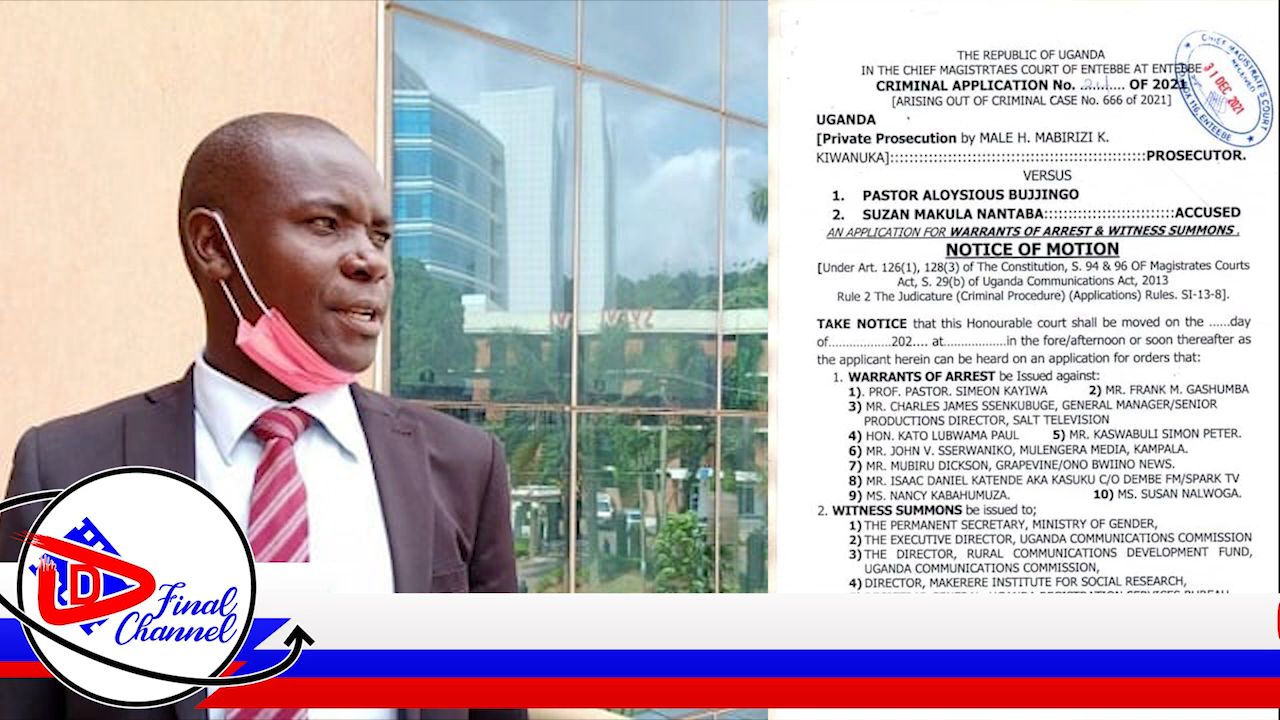 THE REPUBLIC OF UGANDA
IN THE CHIEF MAGISTRTAES COURT OF ENTEBBE AT ENTEBBE
CRIMINAL APPLICATION No. ......... OF 2021
[ARISING OUT OF CRIMINAL CASE No. 666 of 2021]
CHIEF MAGISTRATE'S COURT
RECEIVED
31 DEC 2021
ENTEBBE
UGANDA
[Private Prosecution by MALE H. MABIRIZI K.
KIWANUKA]:::::::::::::::::::::::::::::::::::::::::::::::PROSECUTOR.
VERSUS
1. PASTOR ALOYSIOUS BUJJINGO
2. SUZAN MAKULA NANTABA::::::::::::::::::::::::ACCUSED
AN APPLICATION FOR WARRANTS OF ARREST & WITNESS SUMMONS .
NOTICE OF MOTION
[Under Art. 126(1), 128(3) of The Constitution, S. 94 & 96 OF Magistrates Courts
Act, S. 29(b) of Uganda Communications Act, 2013
Rule 2 The Judicature (Criminal Procedure) (Applications) Rules. SI-13-8].
TAKE NOTICE that this Honourable court shall be moved on the ......day
of...................202.... at...................in the fore/afternoon or soon thereafter as
the applicant herein can be heard on an application for orders that:
1. WARRANTS OF ARREST be Issued against:
1). PROF. PASTOR. SIMEON KAYIWA 2) MR. FRANK M. GASHUMBA
3) MR. CHARLES JAMES SSENKUBUGE, GENERAL MANAGER/SENIOR
PRODUCTIONS DIRECTOR, SALT TELEVISION
4) HON. KATO LUBWAMA PAUL 5) MR. KASWABULI SIMON PETER.
6) MR. JOHN V. SSERWANIKO, MULENGERA MEDIA, KAMPALA.
7) MR. MUBIRU DICKSON, GRAPEVINE/ONO BWIINO NEWS.
8) MR. ISAAC DANIEL KATENDE AKA KASUKU C/O DEMBE FM/SPARK TV
9) MS. NANCY KABAHUMUZA. 10) MS. SUSAN NALWOGA.
2. WITNESS SUMMONS be issued to;
1) THE PERMANENT SECRETARY, MINISTRY OF GENDER,
2) THE EXECUTIVE DIRECTOR, UGANDA COMMUNICATIONS COMMISSION
3) THE DIRECTOR, RURAL COMMUNICATIONS DEVELOPMENT FUND,
UGANDA COMMUNICATIONS COMMISSION,
4) DIRECTOR, MAKERERE INSTITUTE FOR SOCIAL RESEARCH,
D
Final
Channel